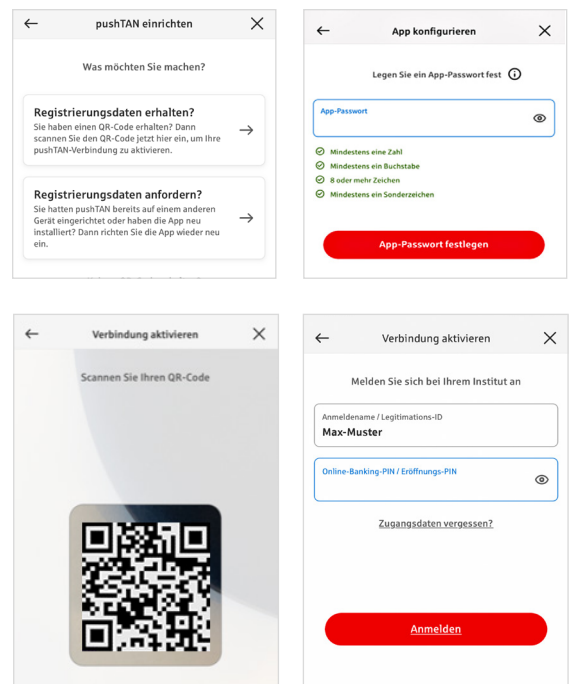 pushTAN einrichten
Was möchten Sie machen?
Registrierungsdaten erhalten?
Sie haben einen QR-Code erhalten? Dann
scannen Sie den QR-Code jetzt hier ein, um Ihre
pushTAN-Verbindung zu aktivieren.
Registrierungsdaten anfordern?
Sie hatten pushTAN bereits auf einem anderen
Gerät eingerichtet oder haben die App neu
installiert? Dann richten Sie die App wieder neu
ein.
App konfigurieren
Legen Sie ein App-Passwort fest
App-Passwort
Mindestens eine Zahl
Mindestens ein Buchstabe
8 oder mehr Zeichen
Mindestens ein Sonderzeichen
App-Passwort festlegen
Verbindung aktivieren
Scannen Sie Ihren QR-Code
Verbindung aktivieren
Melden Sie sich bei Ihrem Institut an
Anmeldename / Legitimations-ID
Max-Muster
Online-Banking-PIN / Eröffnungs-PIN
Zugangsdaten vergessen?
Anmelden